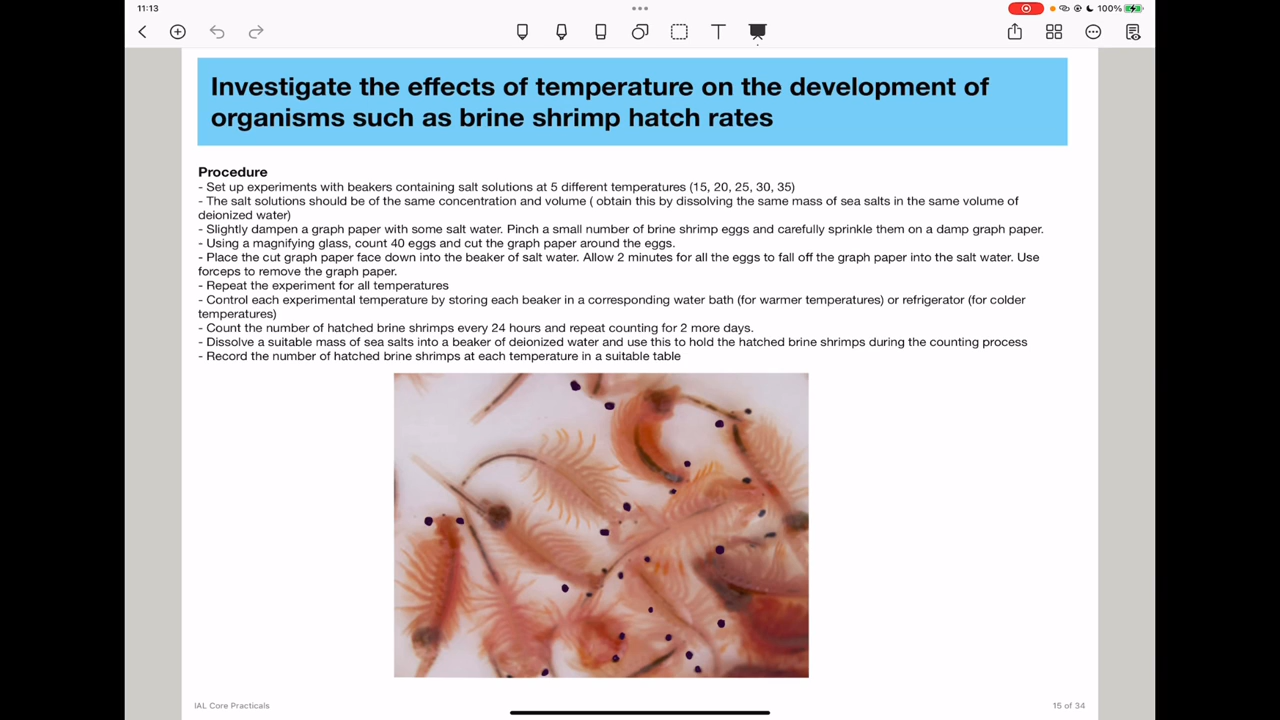 11:13
100%
Investigate the effects of temperature on the development of
organisms such as brine shrimp hatch rates
Procedure
- Set up experiments with beakers containing salt solutions at 5 different temperatures (15, 20, 25, 30, 35)
- The salt solutions should be of the same concentration and volume ( obtain this by dissolving the same mass of sea salts in the same volume of
deionized water)
- Slightly dampen a graph paper with some salt water. Pinch a small number of brine shrimp eggs and carefully sprinkle them on a damp graph paper.
- Using a magnifying glass, count 40 eggs and cut the graph paper around the eggs.
- Place the cut graph paper face down into the beaker of salt water. Allow 2 minutes for all the eggs to fall off the graph paper into the salt water. Use
forceps to remove the graph paper.
- Repeat the experiment for all temperatures
- Control each experimental temperature by storing each beaker in a corresponding water bath (for warmer temperatures) or refrigerator (for colder
temperatures)
- Count the number of hatched brine shrimps every 24 hours and repeat counting for 2 more days.
- Dissolve a suitable mass of sea salts into a beaker of deionized water and use this to hold the hatched brine shrimps during the counting process
- Record the number of hatched brine shrimps at each temperature in a suitable table
IAL Core Practicals
15 of 34